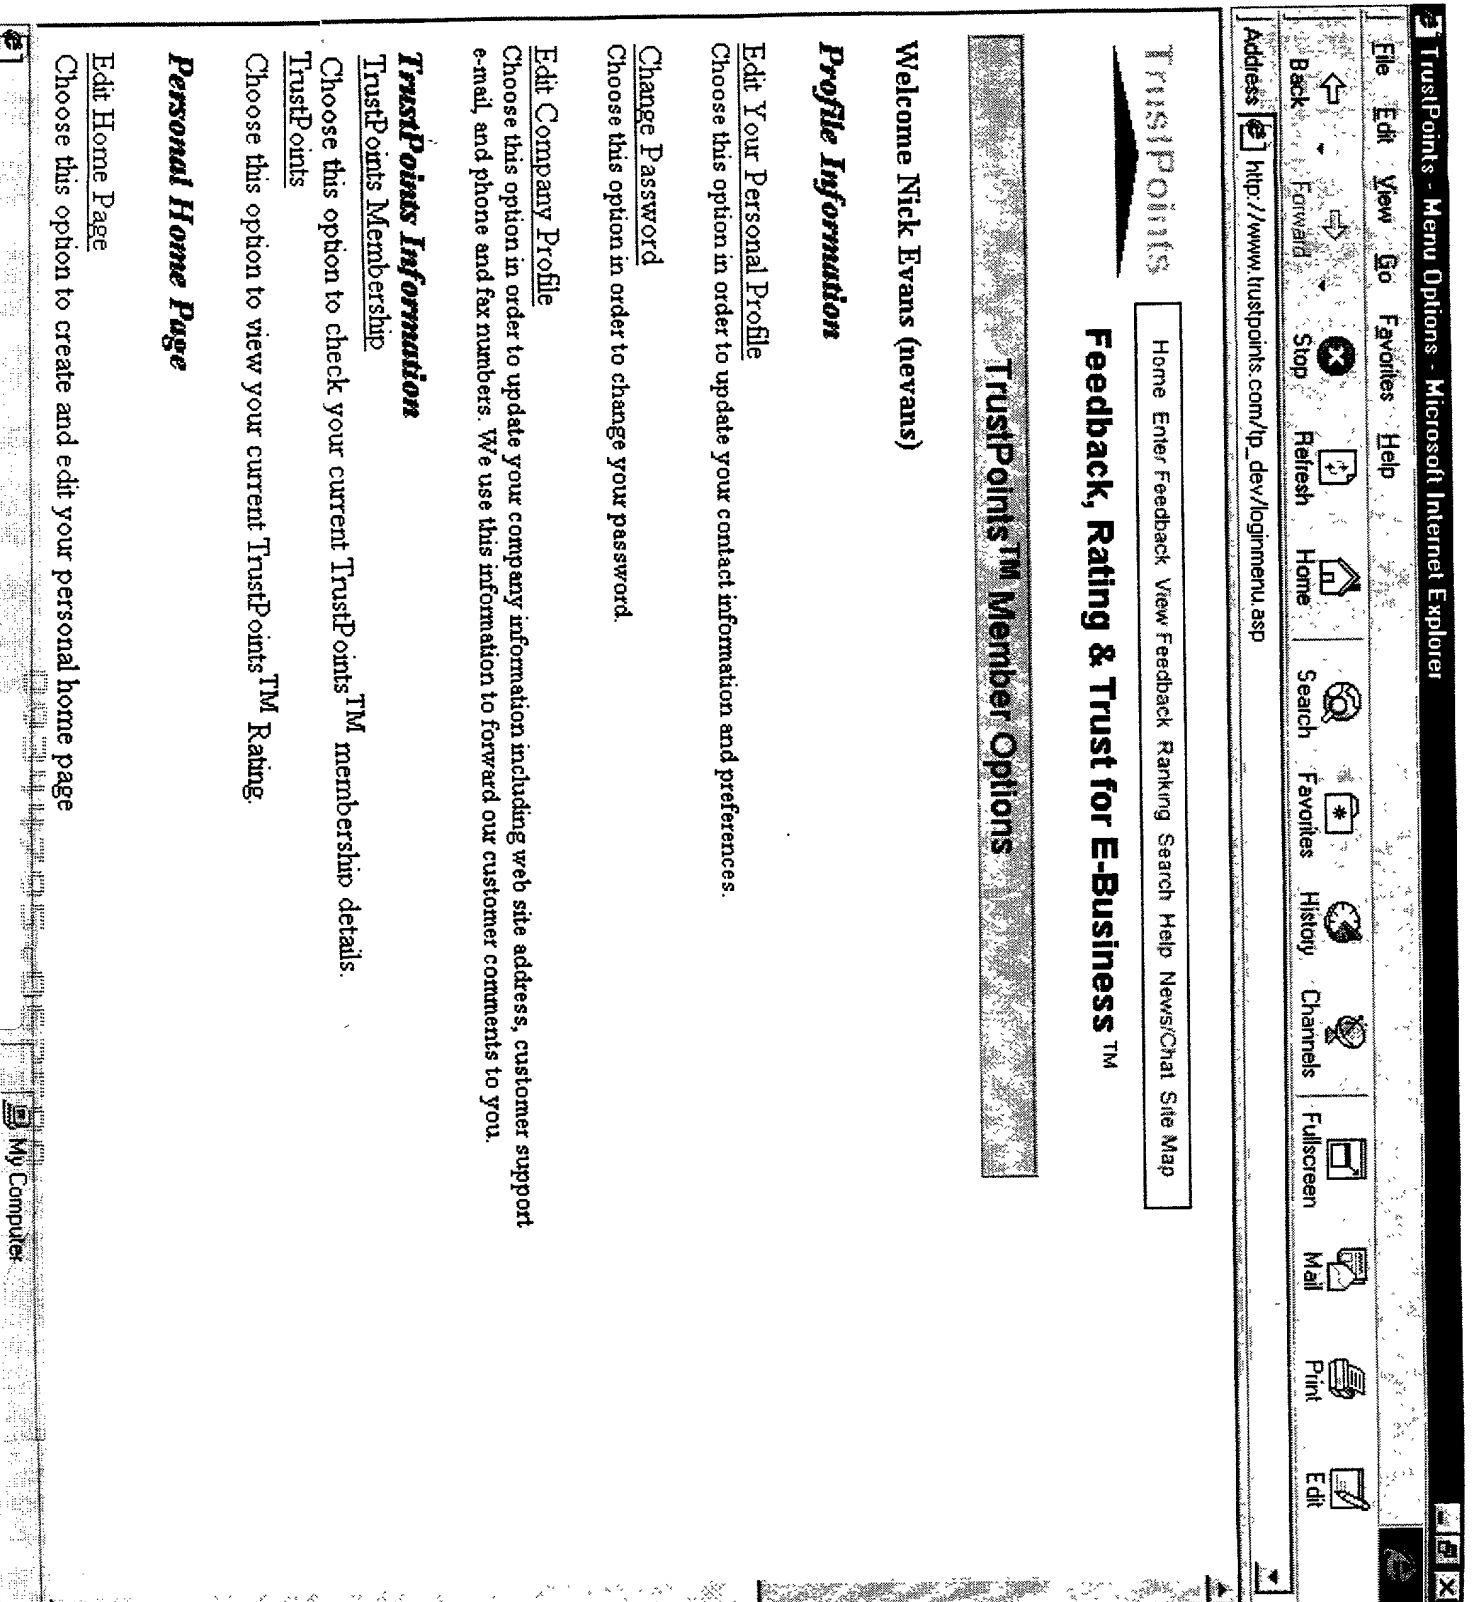 TrustPoints - Menu Options - Microsoft Internet Explorer
File Edit View Go Favorites Help
Back Forward Stop Refresh Home Search Favorites History Channels Fullscreen Mail Print Edit
Address http://www.trustpoints.com/tp_dev/loginmenu.asp
TrustPoints
Home Enter Feedback View Feedback Ranking Search Help News/Chat Site Map
Feedback, Rating & Trust for E-Business™
TrustPoints™ Member Options
Welcome Nick Evans (nevans)
Profile Information
Edit Your Personal Profile
Choose this option in order to update your contact information and preferences.
Change Password
Choose this option in order to change your password.
Edit Company Profile
Choose this option in order to update your company information including web site address, customer support
e-mail, and phone and fax numbers. We use this information to forward our customer comments to you.
TrustPoints Information
TrustPoints Membership
Choose this option to check your current TrustPoints™ membership details.
TrustPoints
Choose this option to view your current TrustPoints™ Rating.
Personal Home Page
Edit Home Page
Choose this option to create and edit your personal home page
My Computer